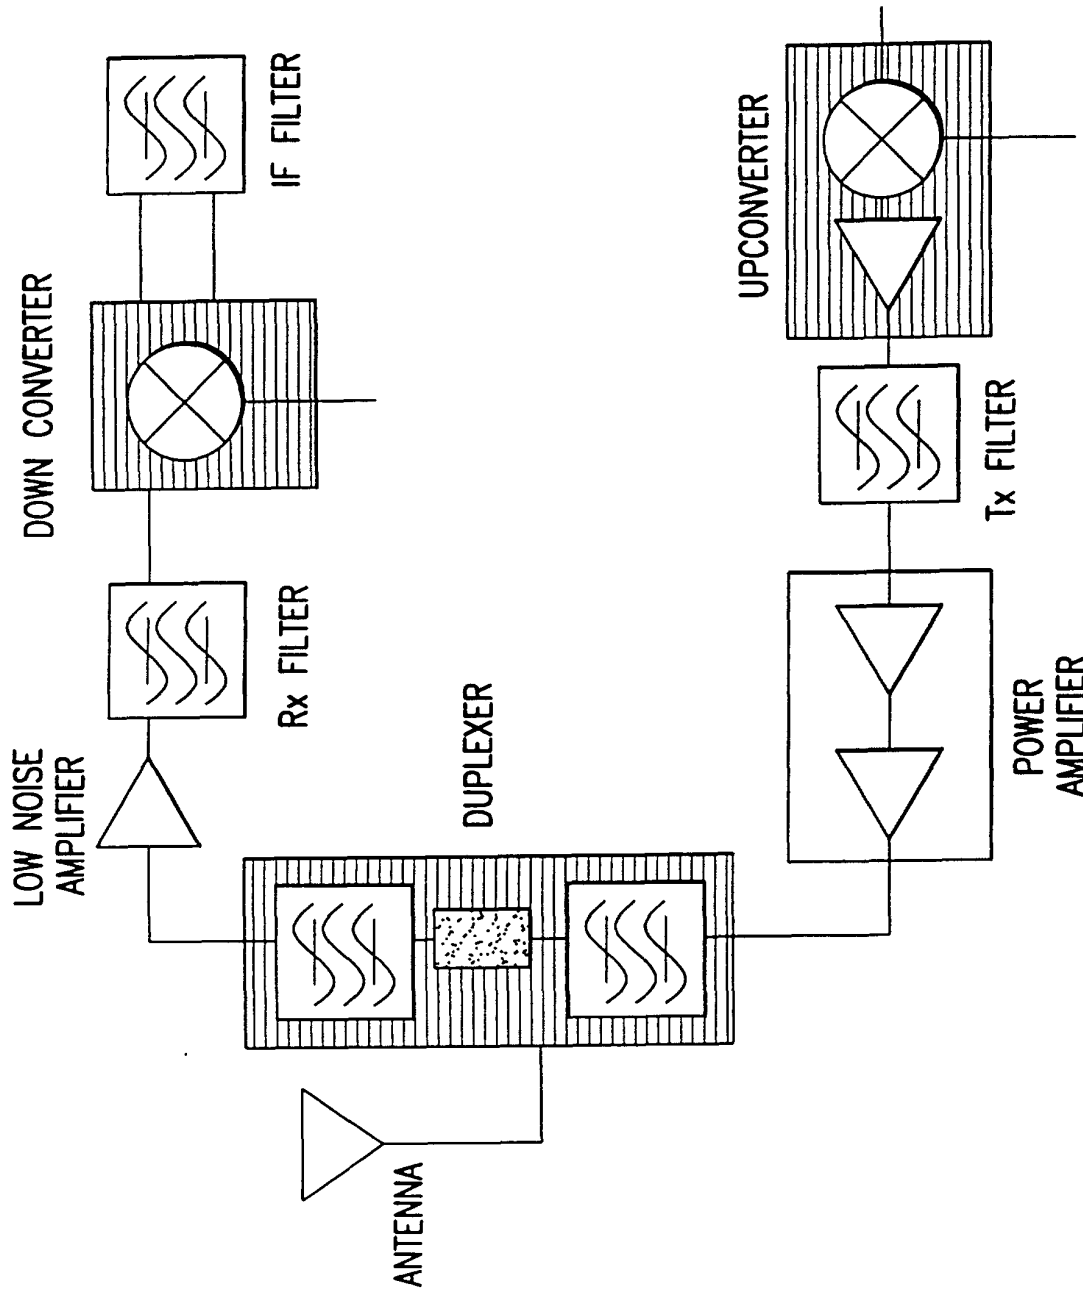 LOW NOISE
AMPLIFIER
DOWN CONVERTER
Rx FILTER
IF FILTER
DUPLEXER
ANTENNA
UPCONVERTER
Tx FILTER
POWER
AMPLIFIER